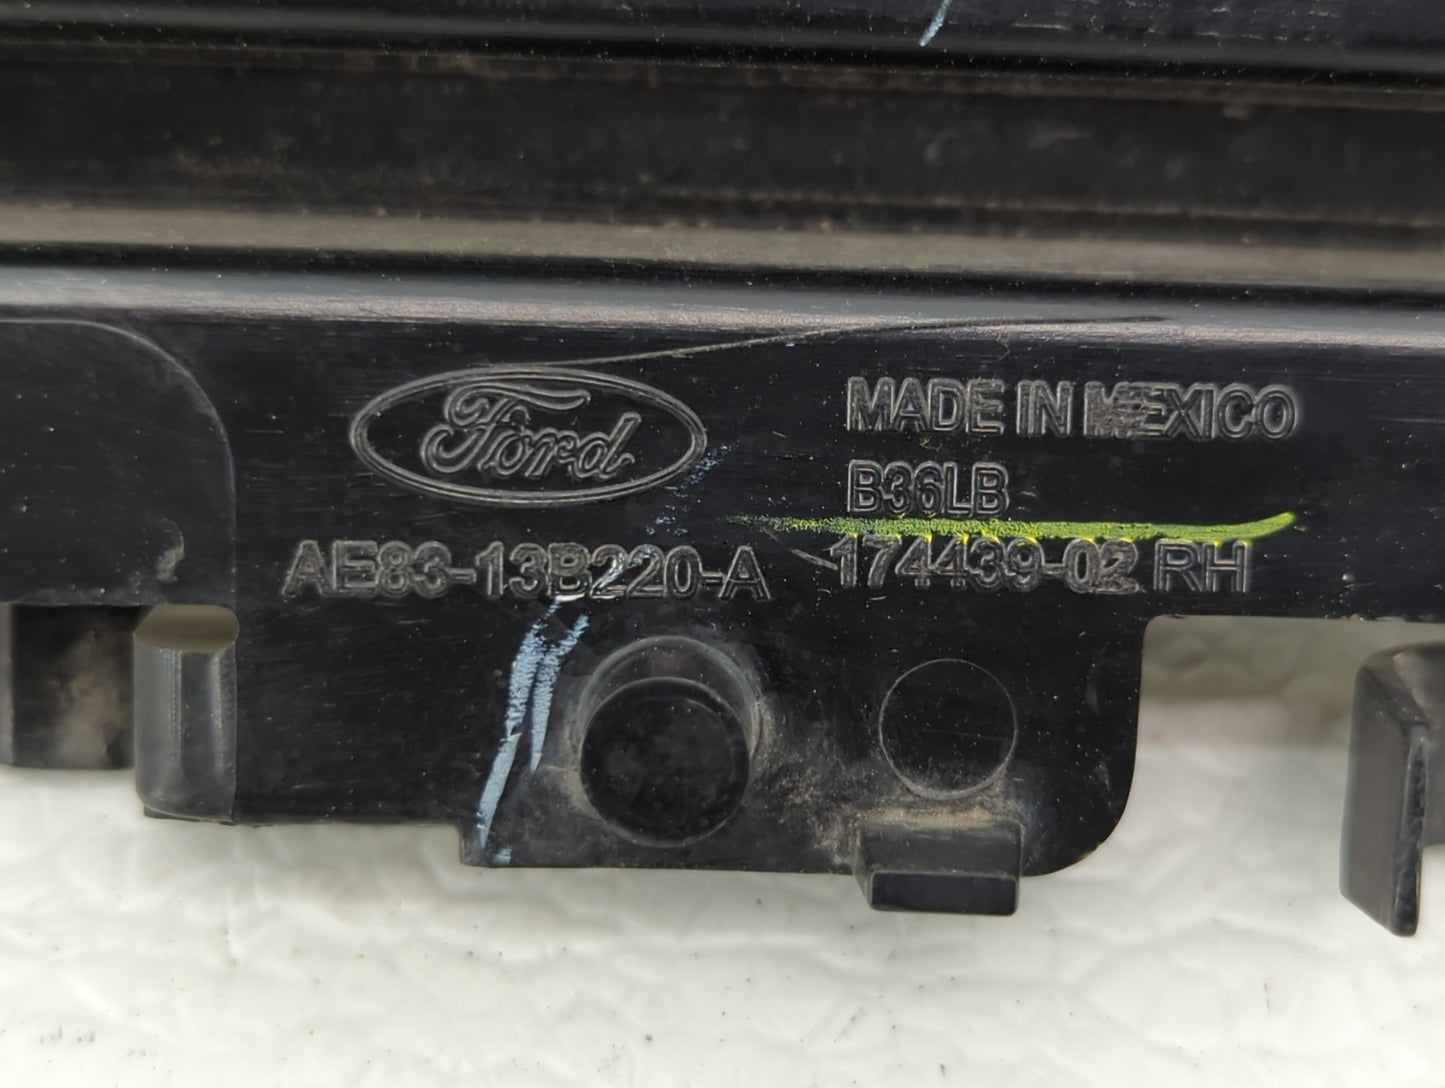 Ford
MADE IN MEXICO
B36LB
AE83-13B220-A 174439-02 RH